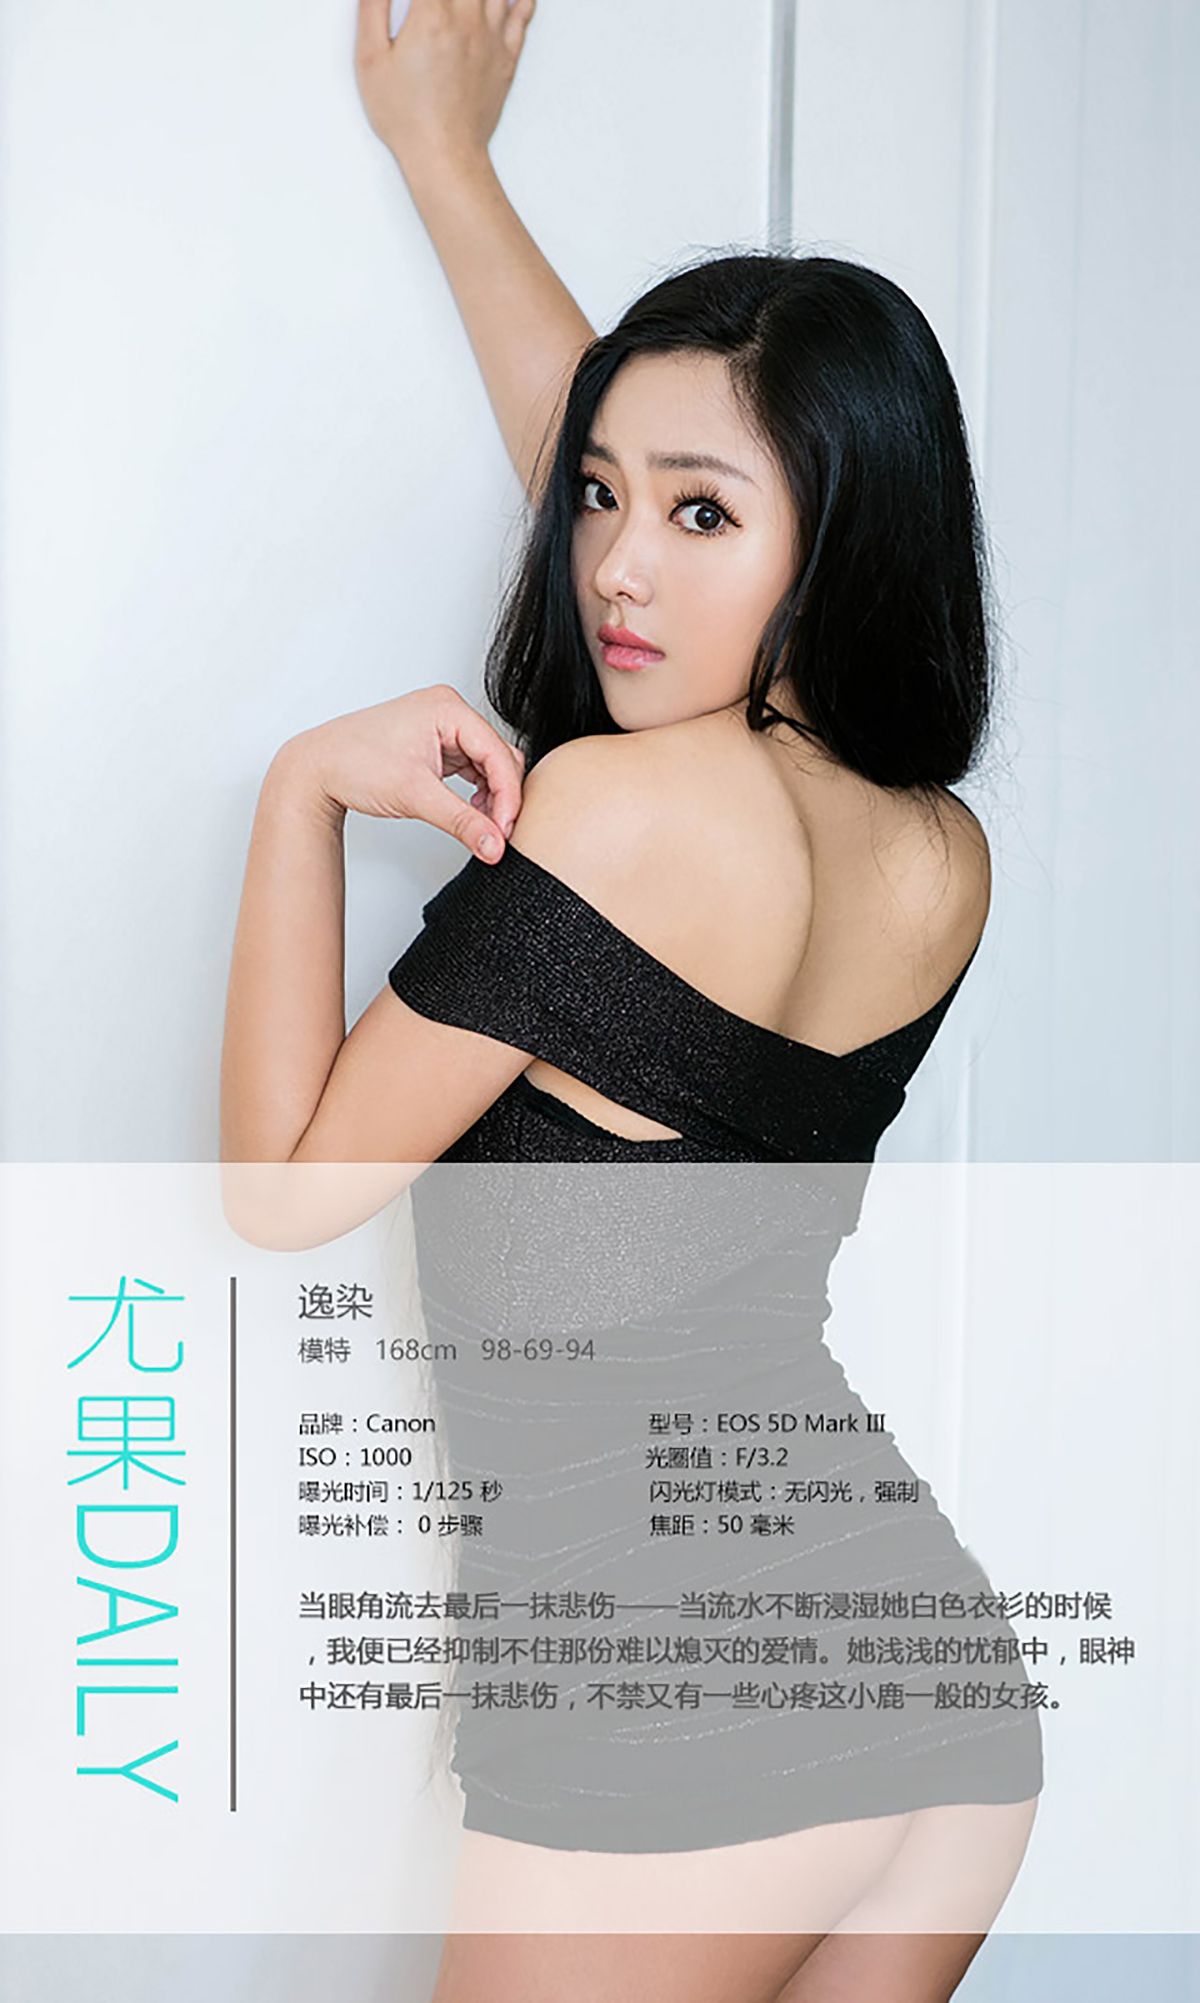 尤果DAILY
逸染
模特 168cm 98-69-94
品牌：Canon 型号：EOS 5D Mark III
ISO：1000 光圈值：F/3.2
曝光时间：1/125 秒 闪光灯模式：无闪光，强制
曝光补偿： 0 步骤 焦距：50 毫米
当眼角流去最后一抹悲伤——当流水不断浸湿她白色衣衫的时候
，我便已经抑制不住那份难以熄灭的爱情。她浅浅的忧郁中，眼神
中还有最后一抹悲伤，不禁又有一些心疼这小鹿一般的女孩。